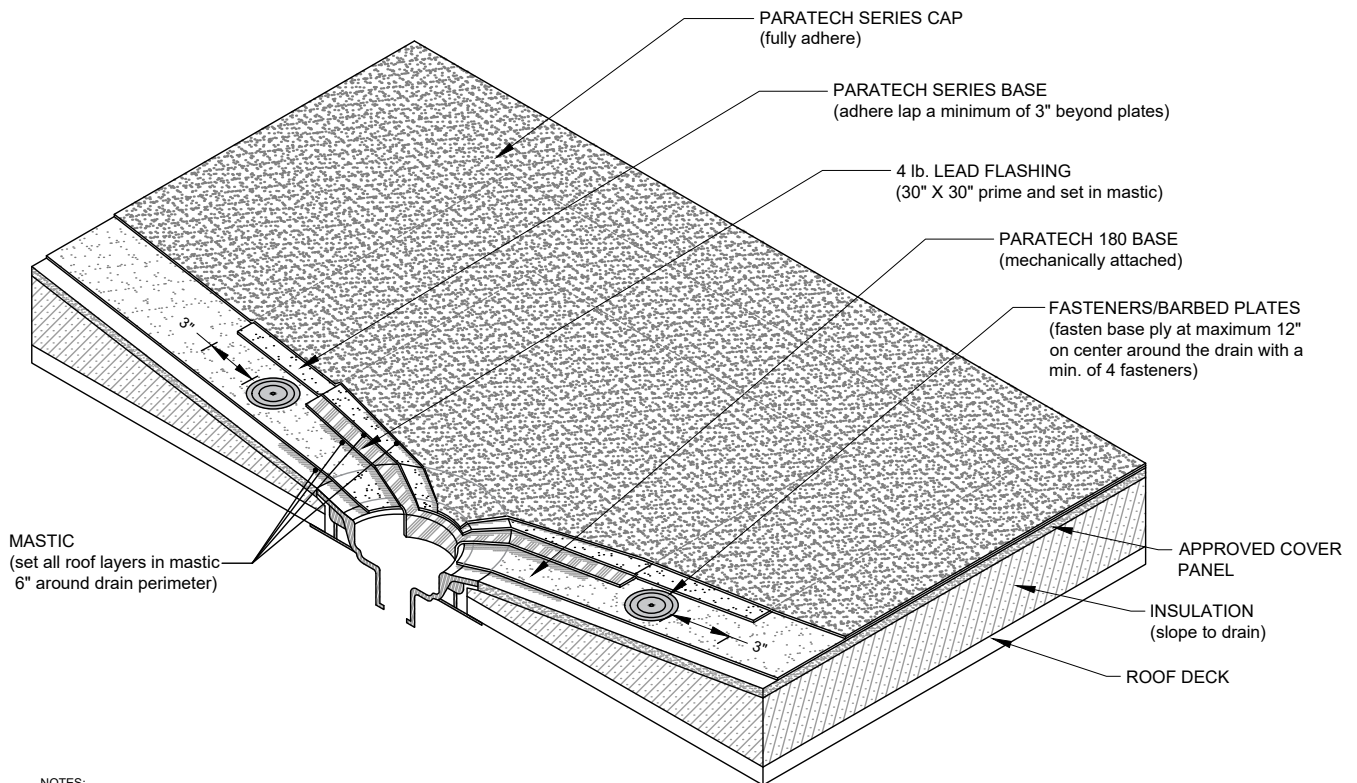 PARATECH SERIES CAP
(fully adhere)
PARATECH SERIES BASE
(adhere lap a minimum of 3" beyond plates)
4 lb. LEAD FLASHING
(30" X 30" prime and set in mastic)
PARATECH 180 BASE
(mechanically attached)
FASTENERS/BARBED PLATES
(fasten base ply at maximum 12"
on center around the drain with a
min. of 4 fasteners)
3"
MASTIC
(set all roof layers in mastic
6" around drain perimeter)
3"
APPROVED COVER
PANEL
INSULATION
(slope to drain)
ROOF DECK
NOTES: